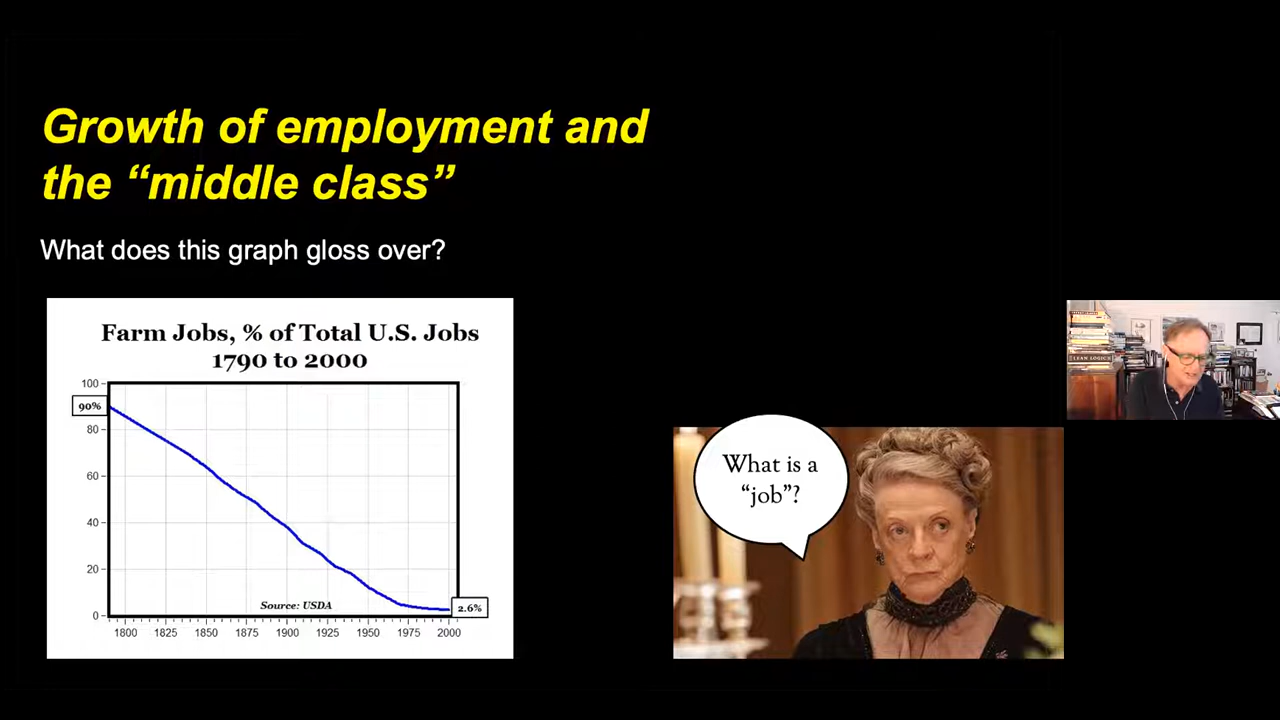 Growth of employment and
the “middle class”
What does this graph gloss over?
Farm Jobs, % of Total U.S. Jobs
1790 to 2000
100
90%
80
60
40
20
0
Source: USDA
2.6%
1800 1825 1850 1875 1900 1925 1950 1975 2000
What is a
“job”?
LEAN LOGIC